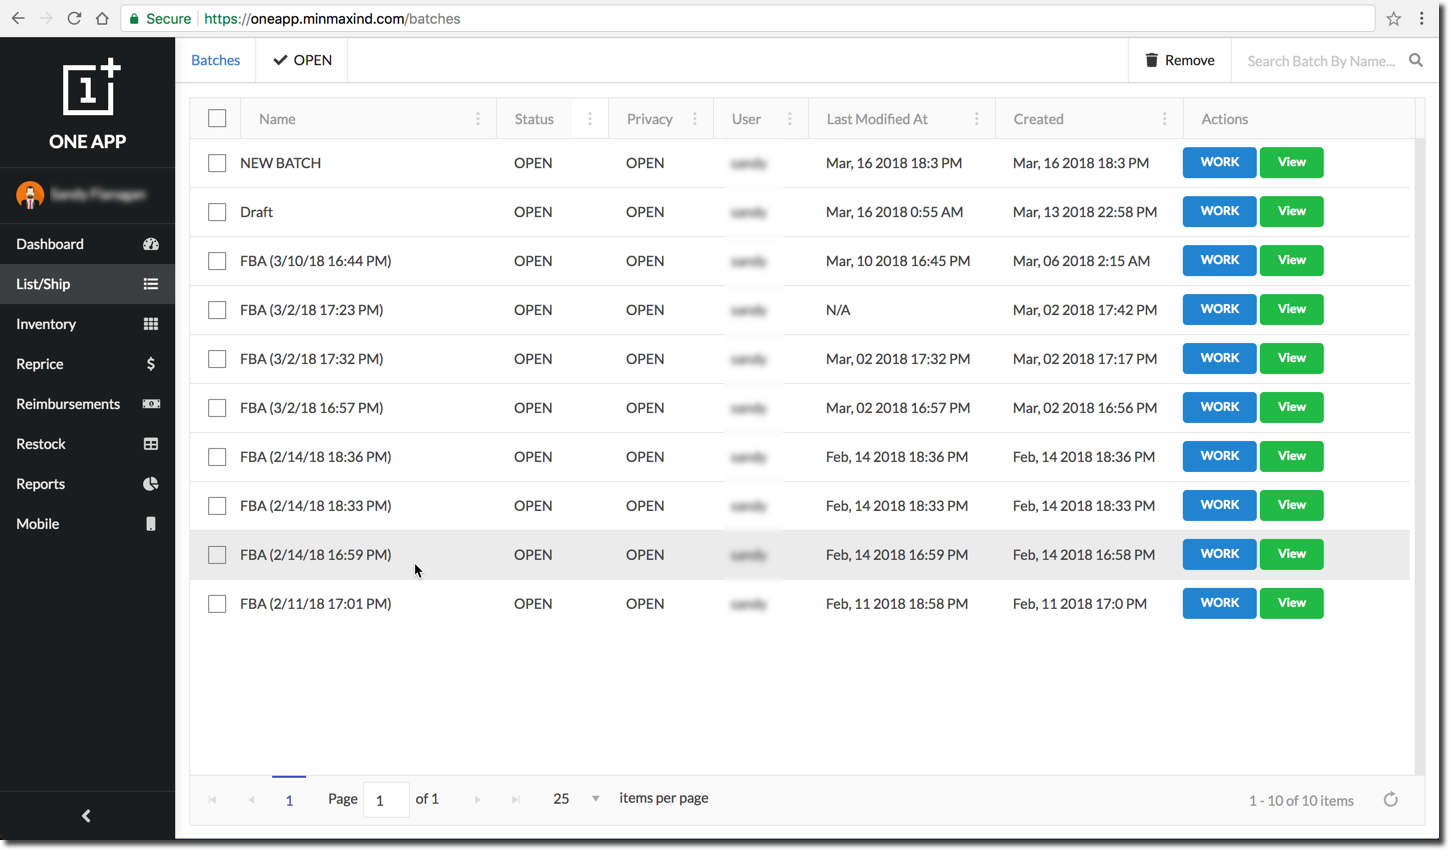 Secure https://oneapp.minmaxind.com/batches
1
ONE APP
Dashboard
List/Ship
Inventory
Reprice
Reimbursements
Restock
Reports
Mobile
Batches OPEN Remove Search Batch By Name...
Name Status Privacy User Last Modified At Created Actions
NEW BATCH OPEN OPEN Mar, 16 2018 18:3 PM Mar, 16 2018 18:3 PM WORK View
Draft OPEN OPEN Mar, 16 2018 0:55 AM Mar, 13 2018 22:58 PM WORK View
FBA (3/10/18 16:44 PM) OPEN OPEN Mar, 10 2018 16:45 PM Mar, 06 2018 2:15 AM WORK View
FBA (3/2/18 17:23 PM) OPEN OPEN N/A Mar, 02 2018 17:42 PM WORK View
FBA (3/2/18 17:32 PM) OPEN OPEN Mar, 02 2018 17:32 PM Mar, 02 2018 17:17 PM WORK View
FBA (3/2/18 16:57 PM) OPEN OPEN Mar, 02 2018 16:57 PM Mar, 02 2018 16:56 PM WORK View
FBA (2/14/18 18:36 PM) OPEN OPEN Feb, 14 2018 18:36 PM Feb, 14 2018 18:36 PM WORK View
FBA (2/14/18 18:33 PM) OPEN OPEN Feb, 14 2018 18:33 PM Feb, 14 2018 18:33 PM WORK View
FBA (2/14/18 16:59 PM) OPEN OPEN Feb, 14 2018 16:59 PM Feb, 14 2018 16:58 PM WORK View
FBA (2/11/18 17:01 PM) OPEN OPEN Feb, 11 2018 18:58 PM Feb, 11 2018 17:0 PM WORK View
1 Page 1 of 1 25 items per page 1 - 10 of 10 items